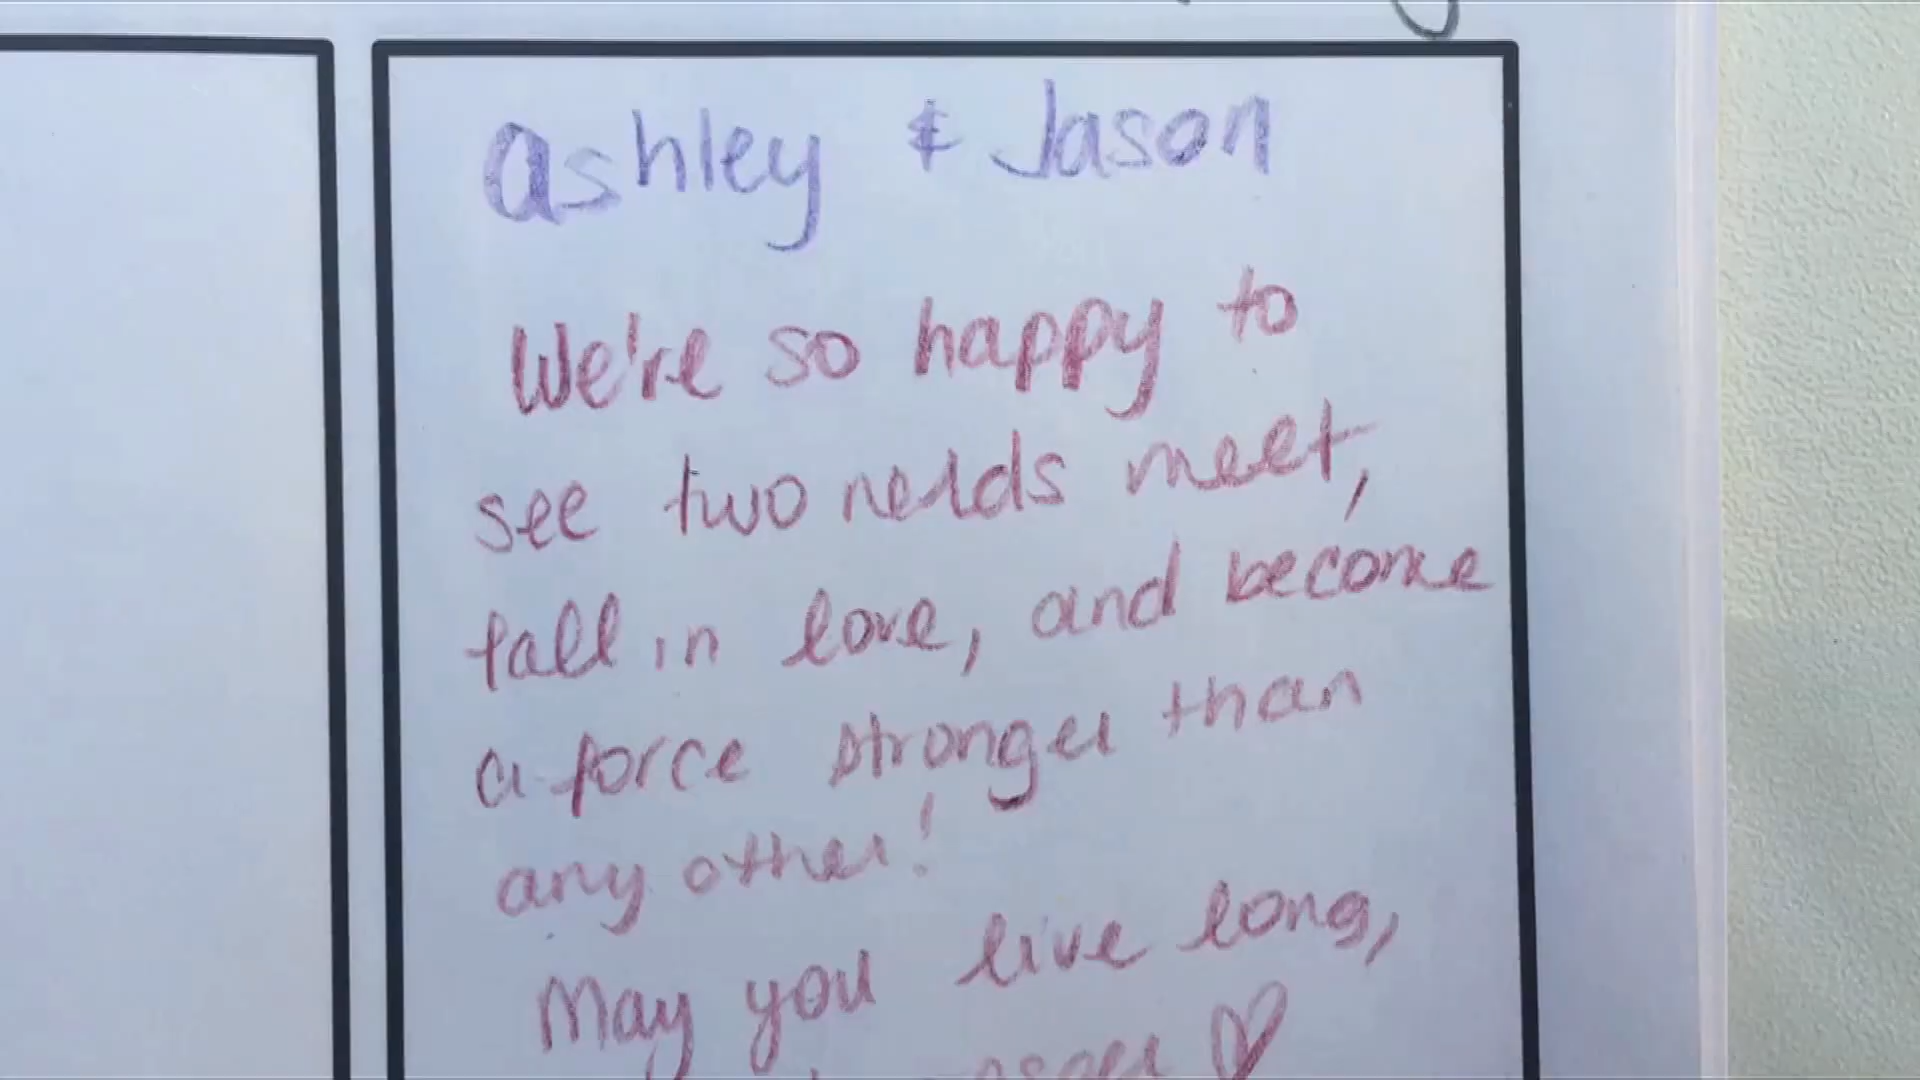 Ashley & Jason
We're so happy to
see two nerds meet,
fall in love, and become
a force stronger than
any other!
May you live long,